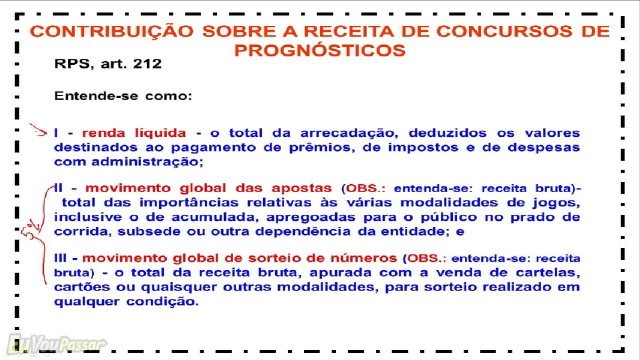 CONTRIBUIÇÃO SOBRE A RECEITA DE CONCURSOS DE
PROGNÓSTICOS
RPS, art. 212
Entende-se como:
I - renda líquida - o total da arrecadação, deduzidos os valores
destinados ao pagamento de prêmios, de impostos e de despesas
com administração;
II - movimento global das apostas (OBS.: entenda-se: receita bruta)-
total das importâncias relativas às várias modalidades de jogos,
inclusive o de acumulada, apregoadas para o público no prado de
corrida, subsede ou outra dependência da entidade; e
5%
III - movimento global de sorteio de números (OBS.: entenda-se: receita
bruta) - o total da receita bruta, apurada com a venda de cartelas,
cartões ou quaisquer outras modalidades, para sorteio realizado em
qualquer condição.
EuVouPassar